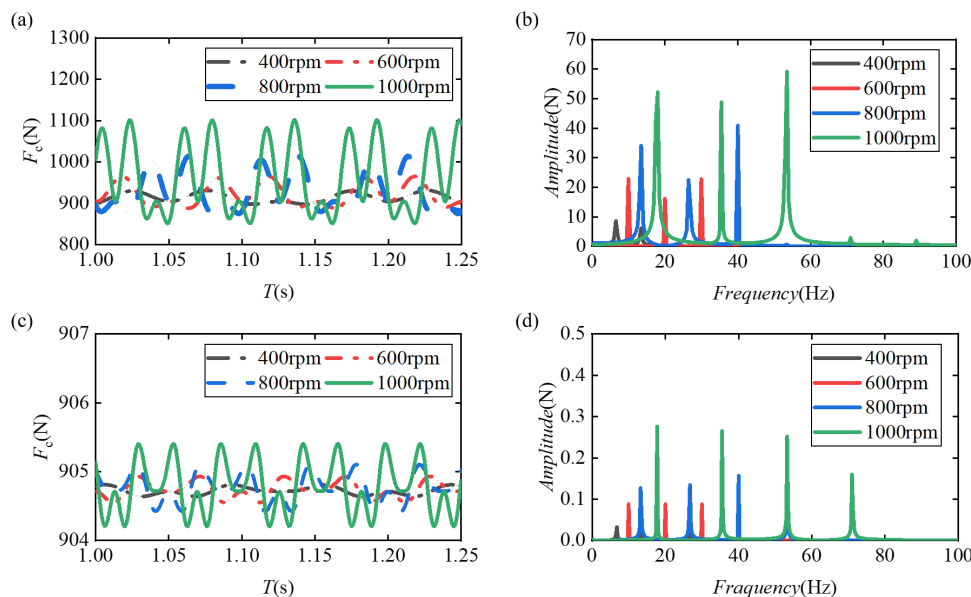 (a)
1300
1200
1100
1000
900
800
1.00 1.05 1.10 1.15 1.20 1.25
Fc(N)
T(s)
400rpm 600rpm
800rpm 1000rpm
(b)
70
60
50
40
30
20
10
0
0 20 40 60 80 100
Amplitude(N)
Frequency(Hz)
400rpm
600rpm
800rpm
1000rpm
(c)
907
906
905
904
1.00 1.05 1.10 1.15 1.20 1.25
Fc(N)
T(s)
400rpm 600rpm
800rpm 1000rpm
(d)
0.5
0.4
0.3
0.2
0.1
0.0
0 20 40 60 80 100
Amplitude(N)
Fraquency(Hz)
400rpm
600rpm
800rpm
1000rpm